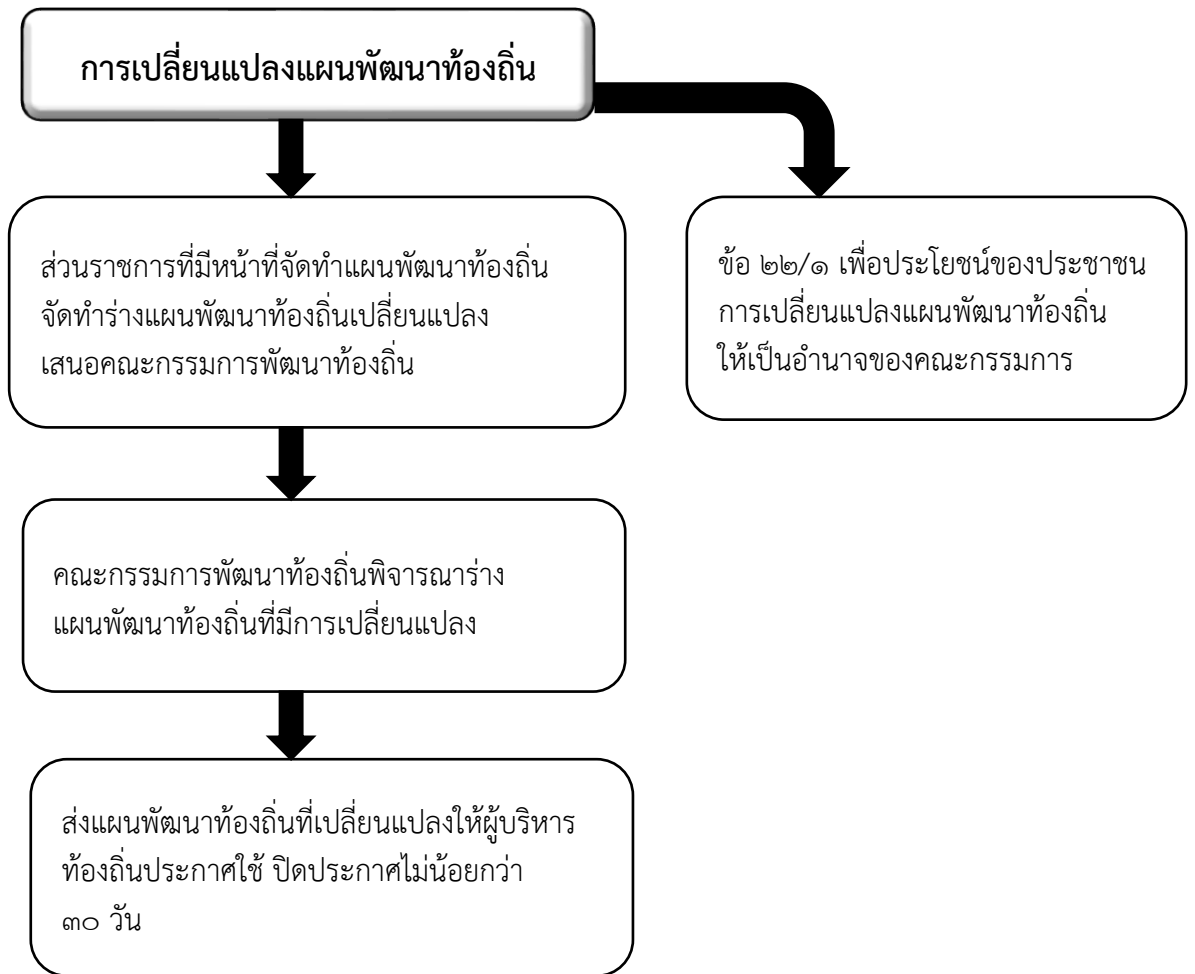 การเปลี่ยนแปลงแผนพัฒนาท้องถิ่น
ส่วนราชการที่มีหน้าที่จัดทำแผนพัฒนาท้องถิ่น
จัดทำร่างแผนพัฒนาท้องถิ่นเปลี่ยนแปลง
เสนอคณะกรรมการพัฒนาท้องถิ่น
ข้อ ๒๒/๑ เพื่อประโยชน์ของประชาชน
การเปลี่ยนแปลงแผนพัฒนาท้องถิ่น
ให้เป็นอำนาจของคณะกรรมการ
คณะกรรมการพัฒนาท้องถิ่นพิจารณาร่าง
แผนพัฒนาท้องถิ่นที่มีการเปลี่ยนแปลง
ส่งแผนพัฒนาท้องถิ่นที่เปลี่ยนแปลงให้ผู้บริหาร
ท้องถิ่นประกาศใช้ ปิดประกาศไม่น้อยกว่า
๓๐ วัน